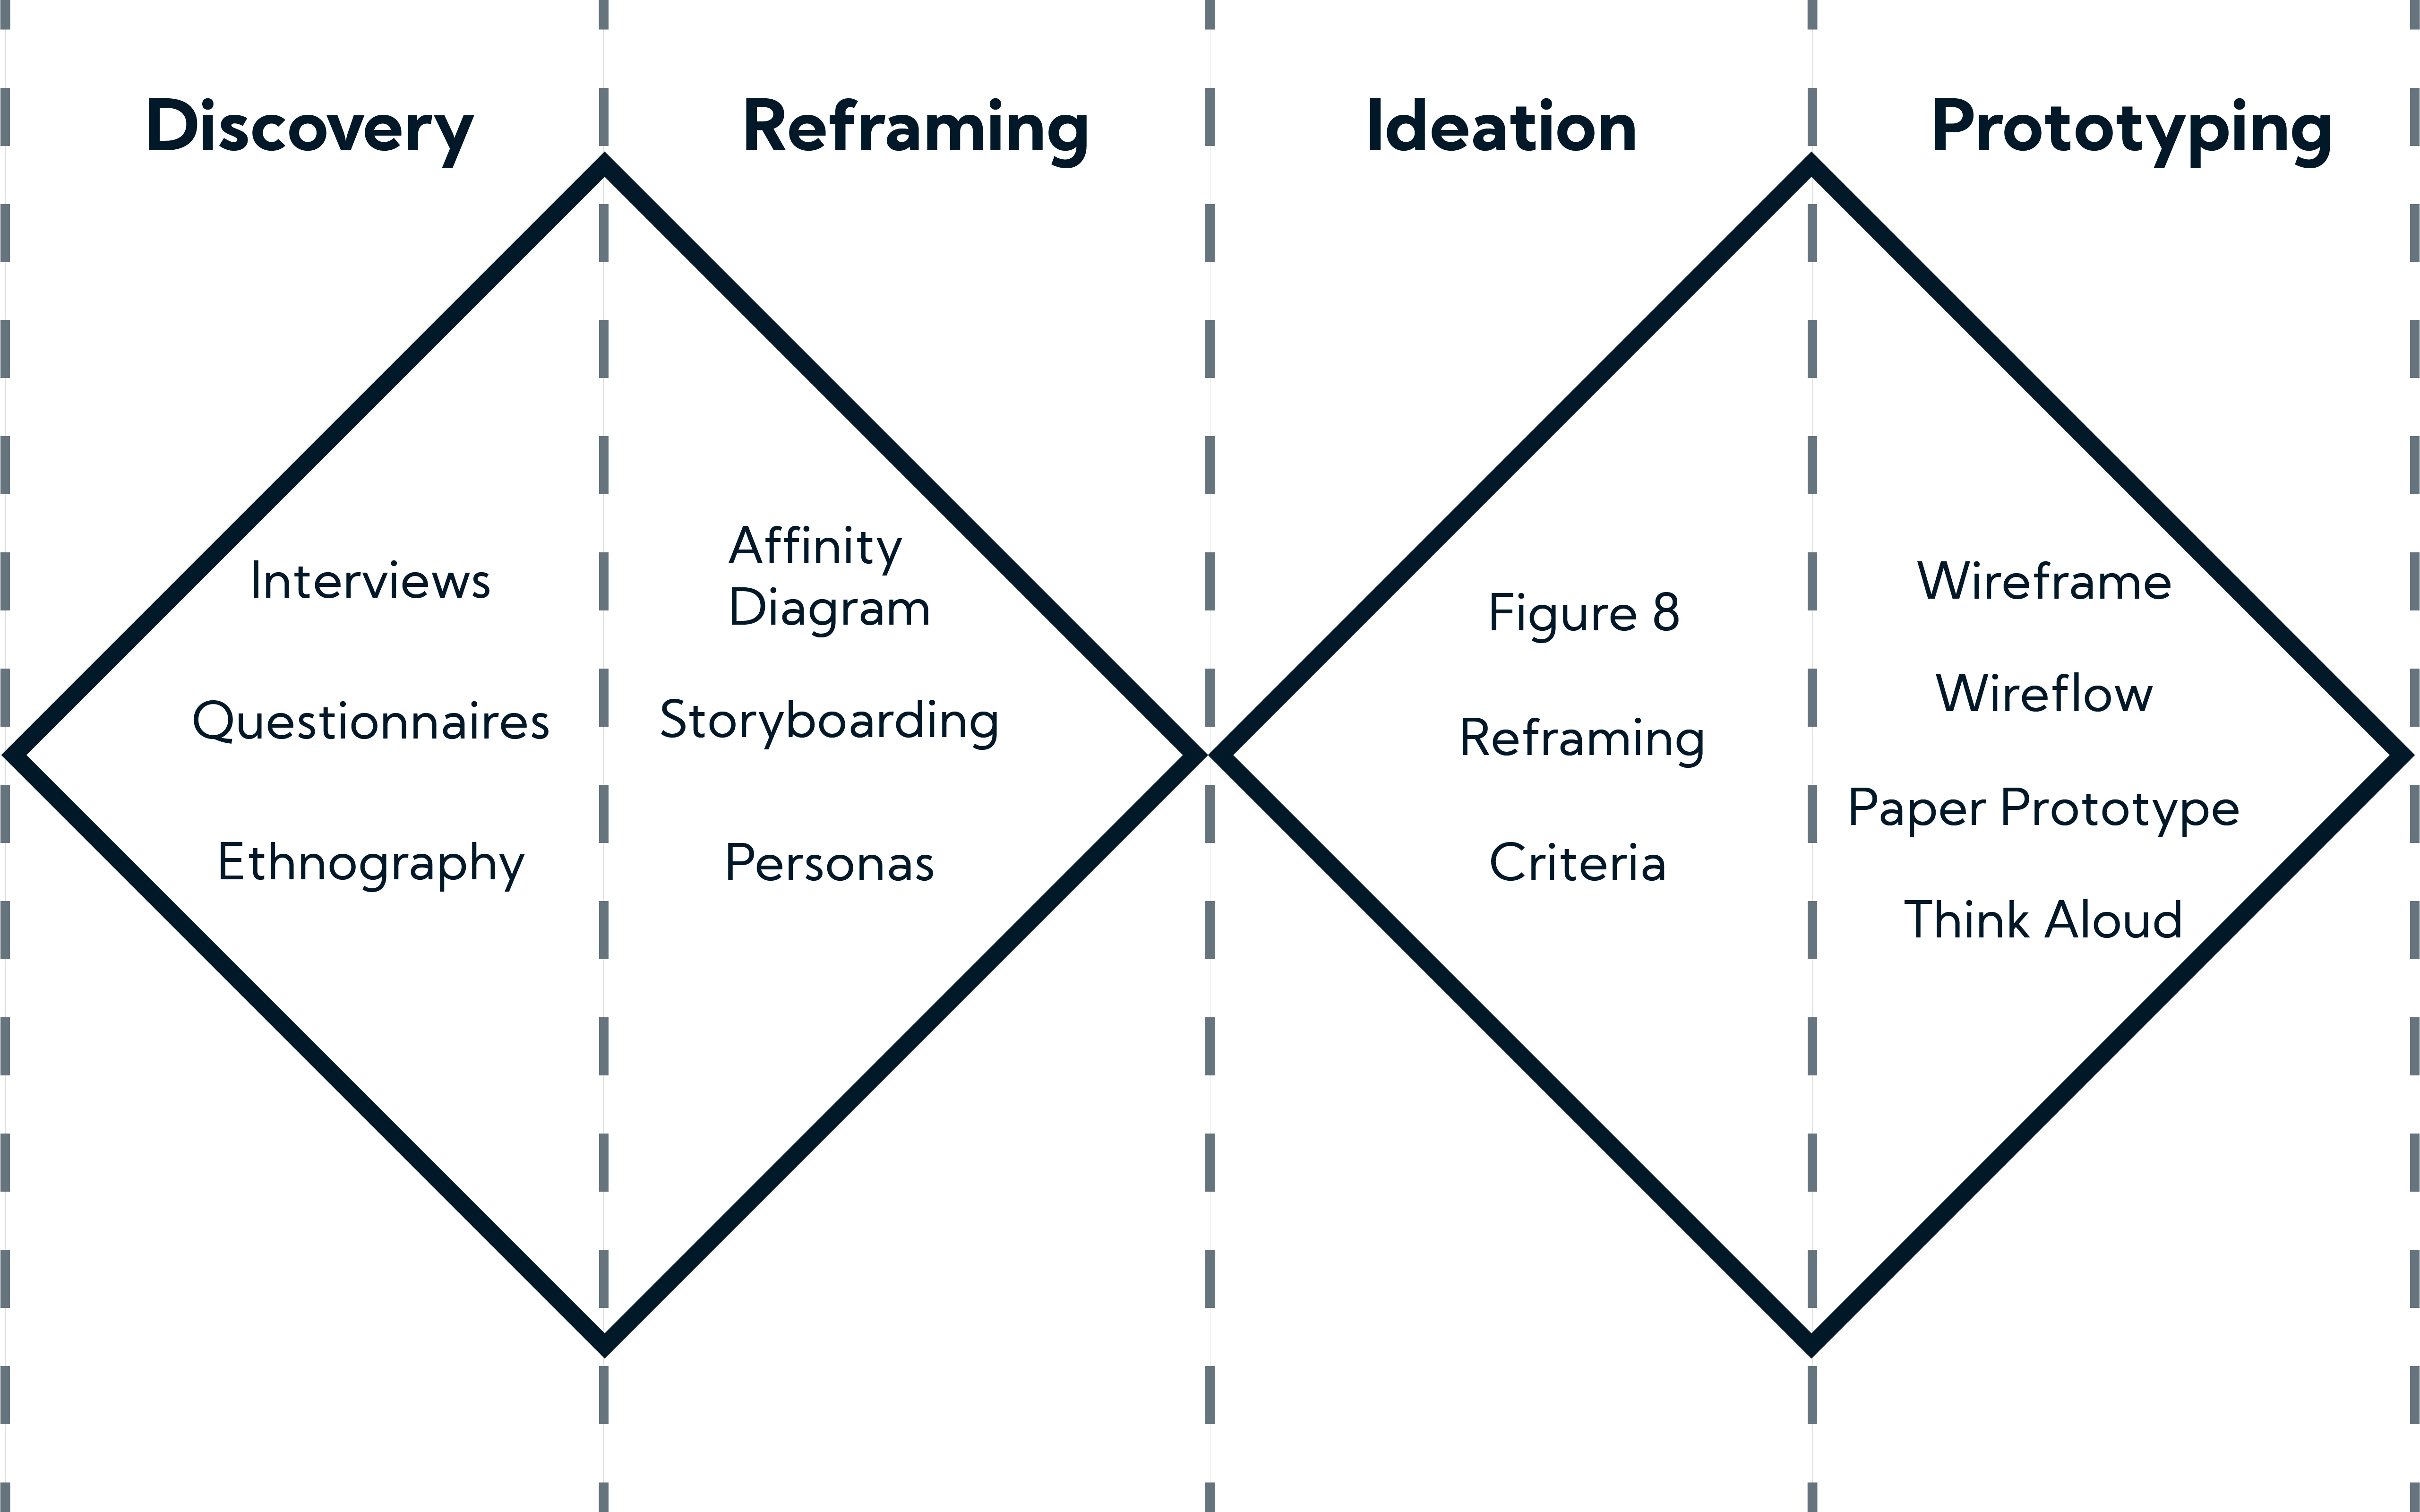 Discovery
Reframing
Ideation
Prototyping
Interviews
Questionnaires
Ethnography
Affinity
Diagram
Storyboarding
Personas
Figure 8
Reframing
Criteria
Wireframe
Wireflow
Paper Prototype
Think Aloud